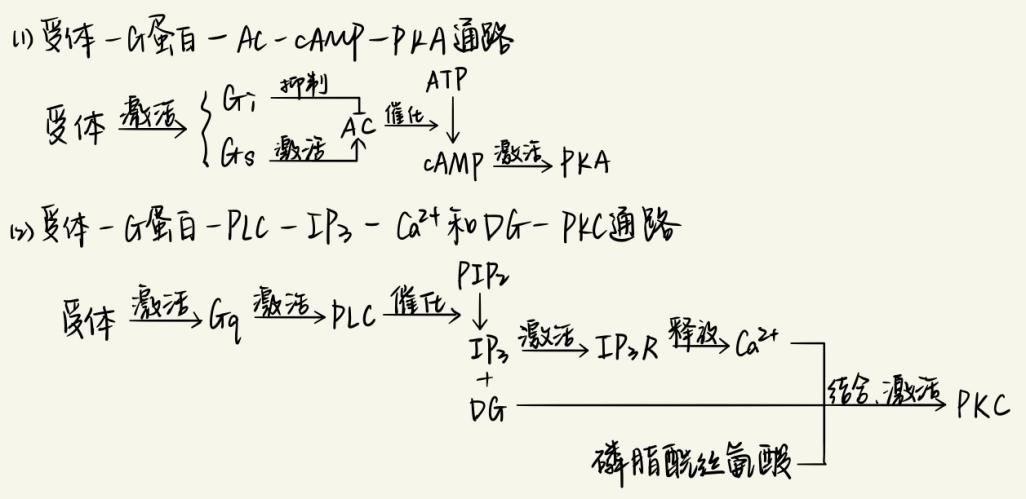 (1) 受体-G蛋白-AC-cAMP-PKA通路
ATP
Gi 抑制
受体 激活 AC 催化
Gs 激活
cAMP 激活 PKA
(2) 受体-G蛋白-PLC-IP₃-Ca²⁺和DG-PKC通路
PIP₂
受体 激活 Gq 激活 PLC 催化
IP₃ 激活 IP₃R 释放 Ca²⁺
+
DG 结合、激活 PKC
磷脂酰丝氨酸